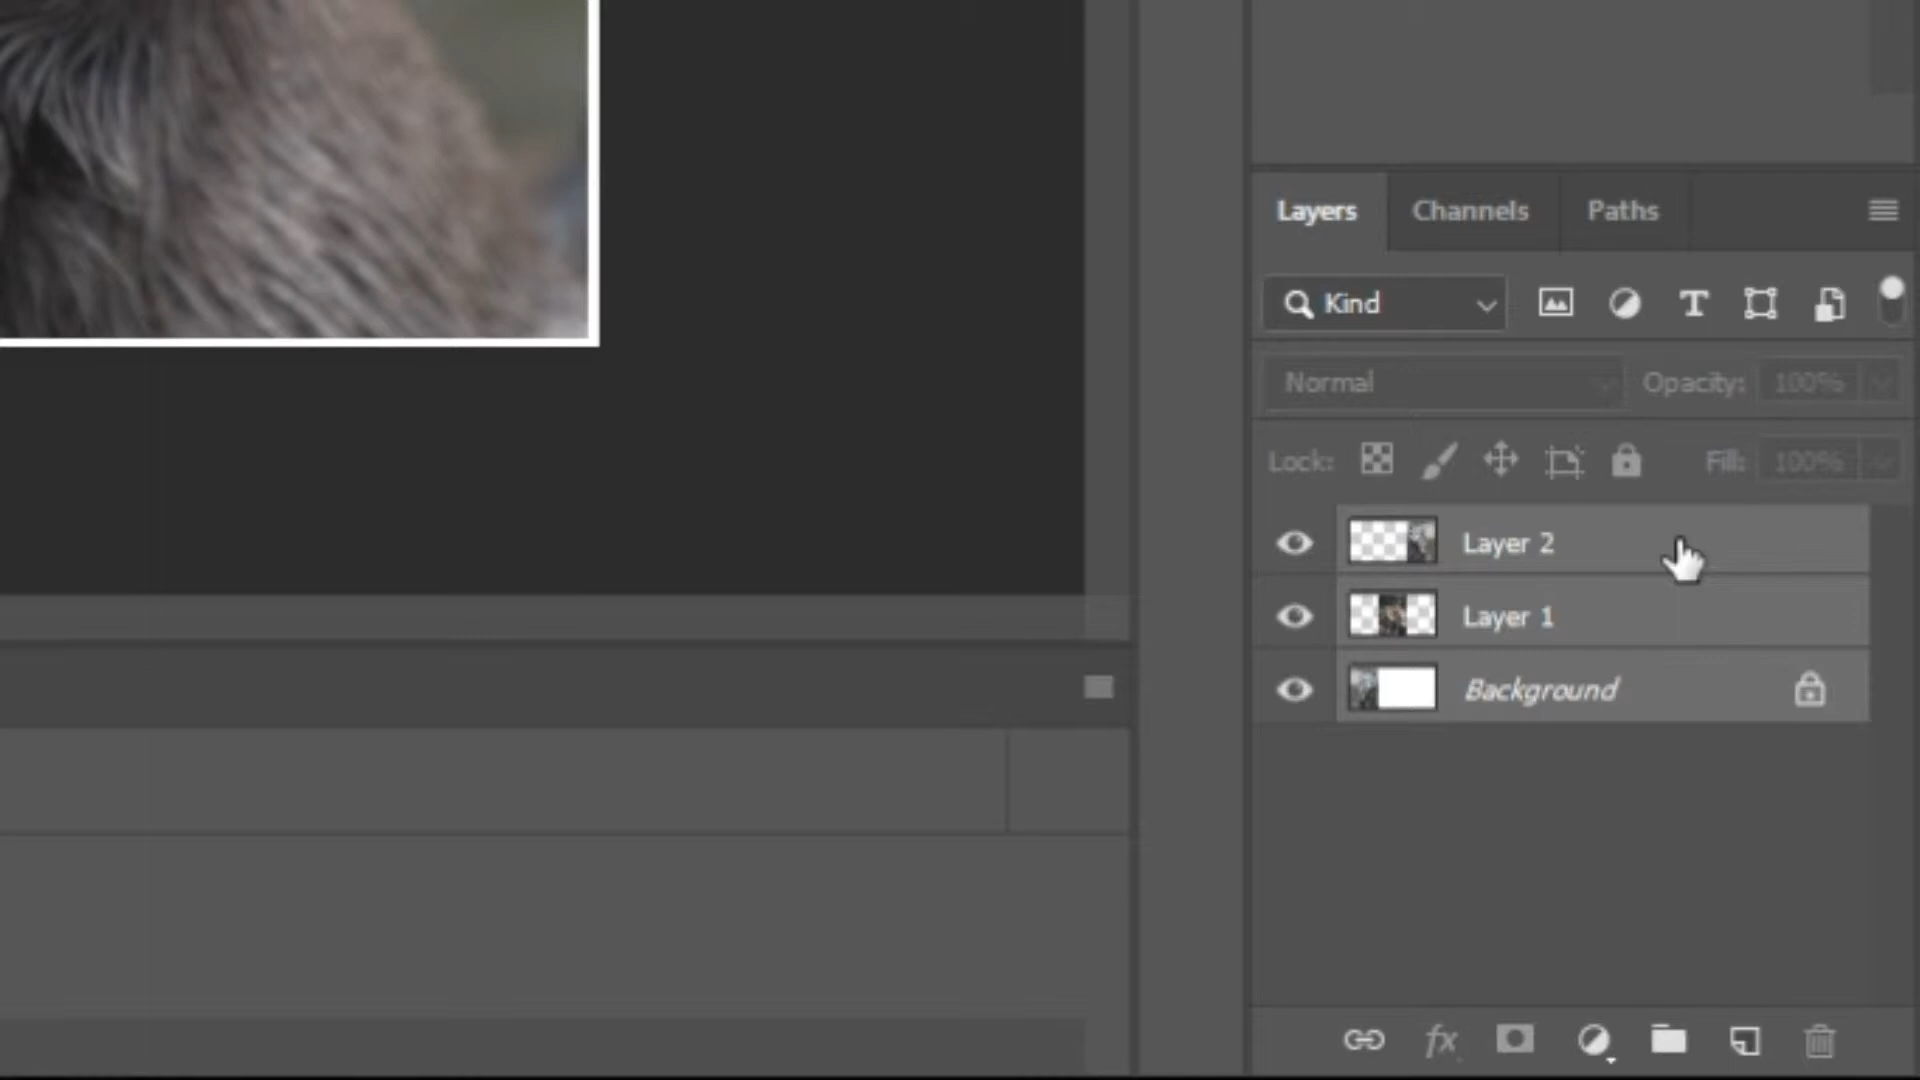 Layers Channels Paths
Kind
Normal Opacity: 100%
Lock: Fill: 100%
Layer 2
Layer 1
Background
fx